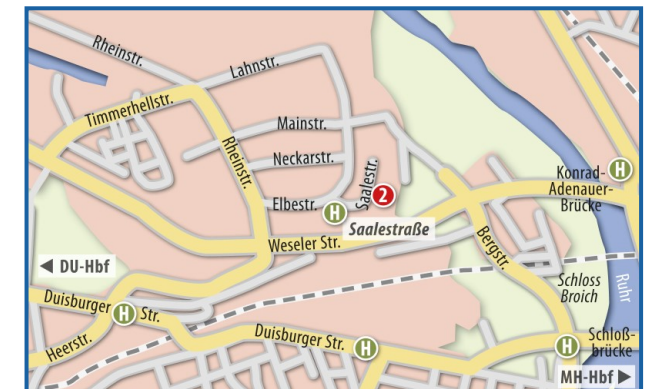 Rheinstr.
Lahnstr.
Timmerhellstr.
Mainstr.
Rheinstr.
Neckarstr.
Saalestr.
2
Konrad-
Adenauer-
Brücke
H
Elbestr.
H
Saalestraße
Weseler Str.
Bergstr.
◄ DU-Hbf
Schloss
Broich
Ruhr
Duisburger
H
Str.
Heerstr.
Duisburger Str.
H
H
Schloß-
brücke
MH-Hbf ►